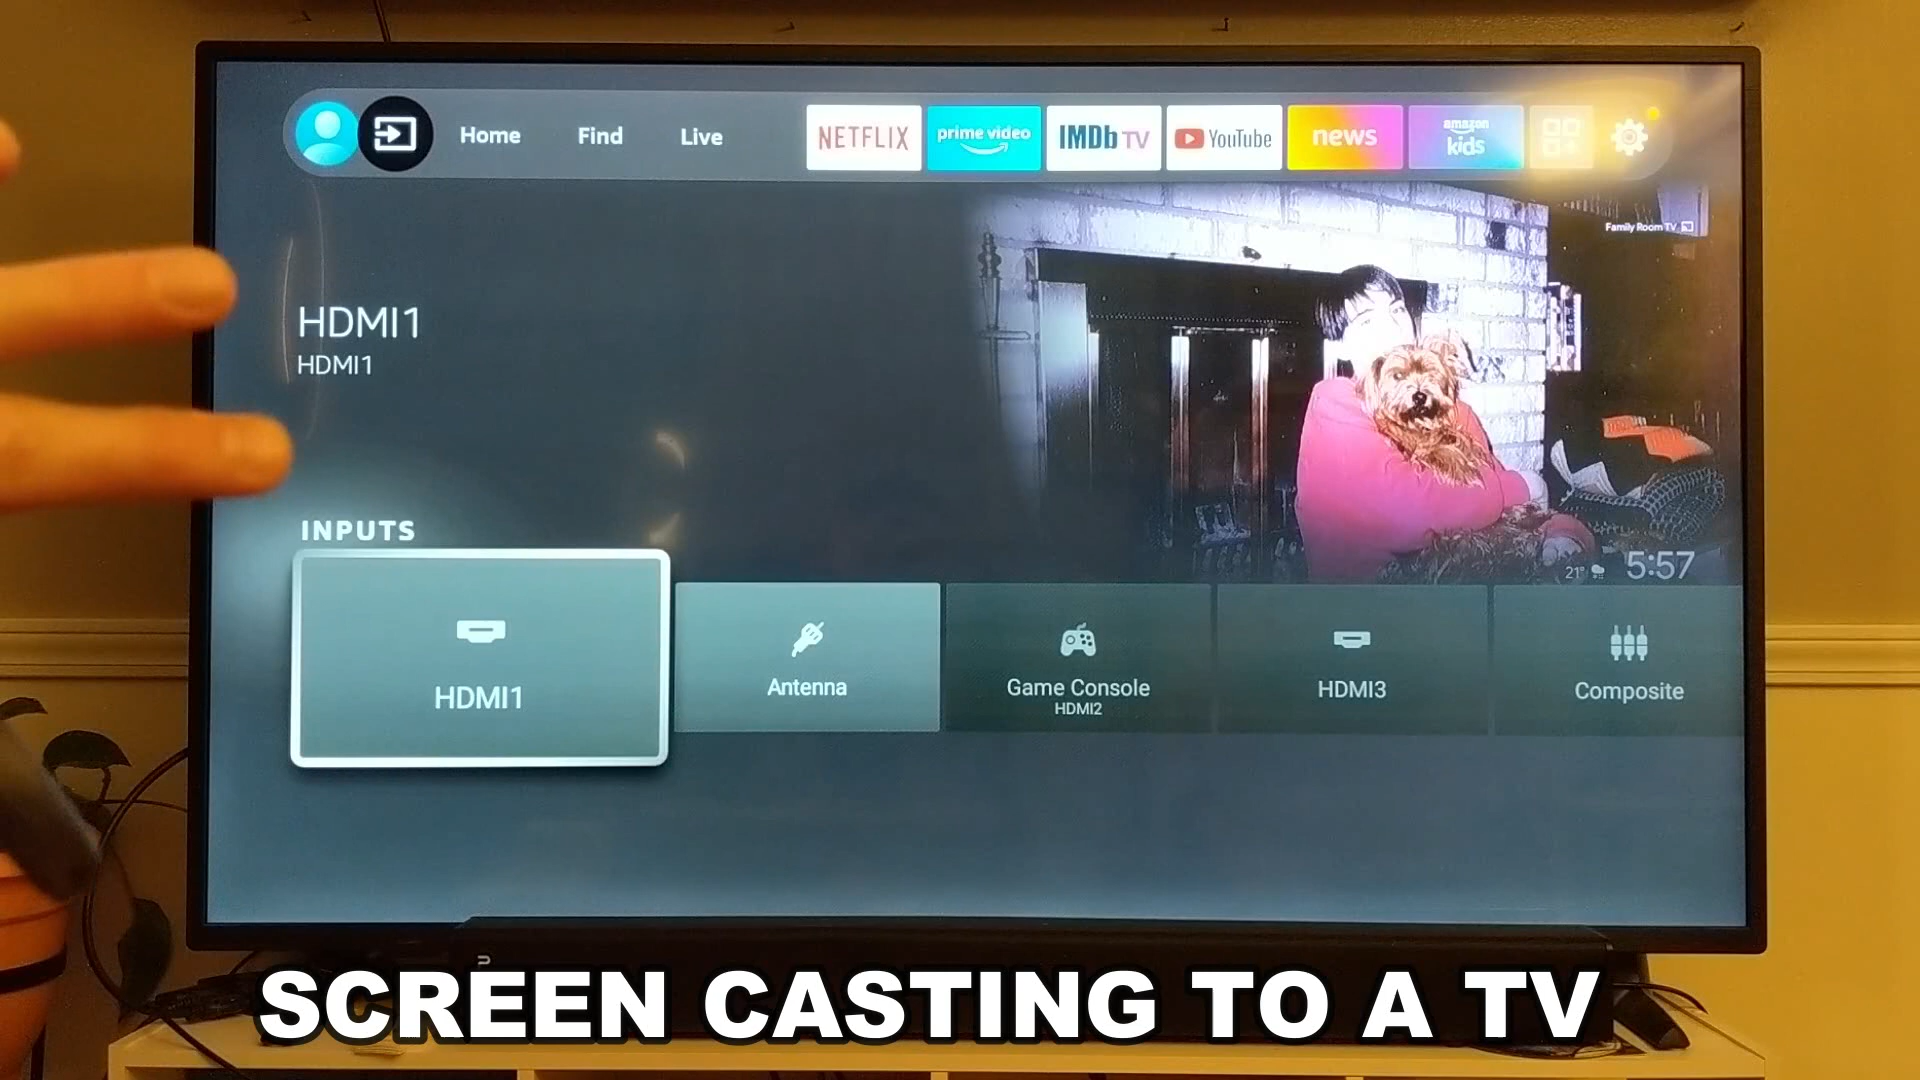 Home Find Live NETFLIX prime video IMDb TV YouTube news amazon kids
Family Room TV
HDMI1
HDMI1
INPUTS
21° 5:57
HDMI1
Antenna
Game Console
HDMI2
HDMI3
Composite
SCREEN CASTING TO A TV